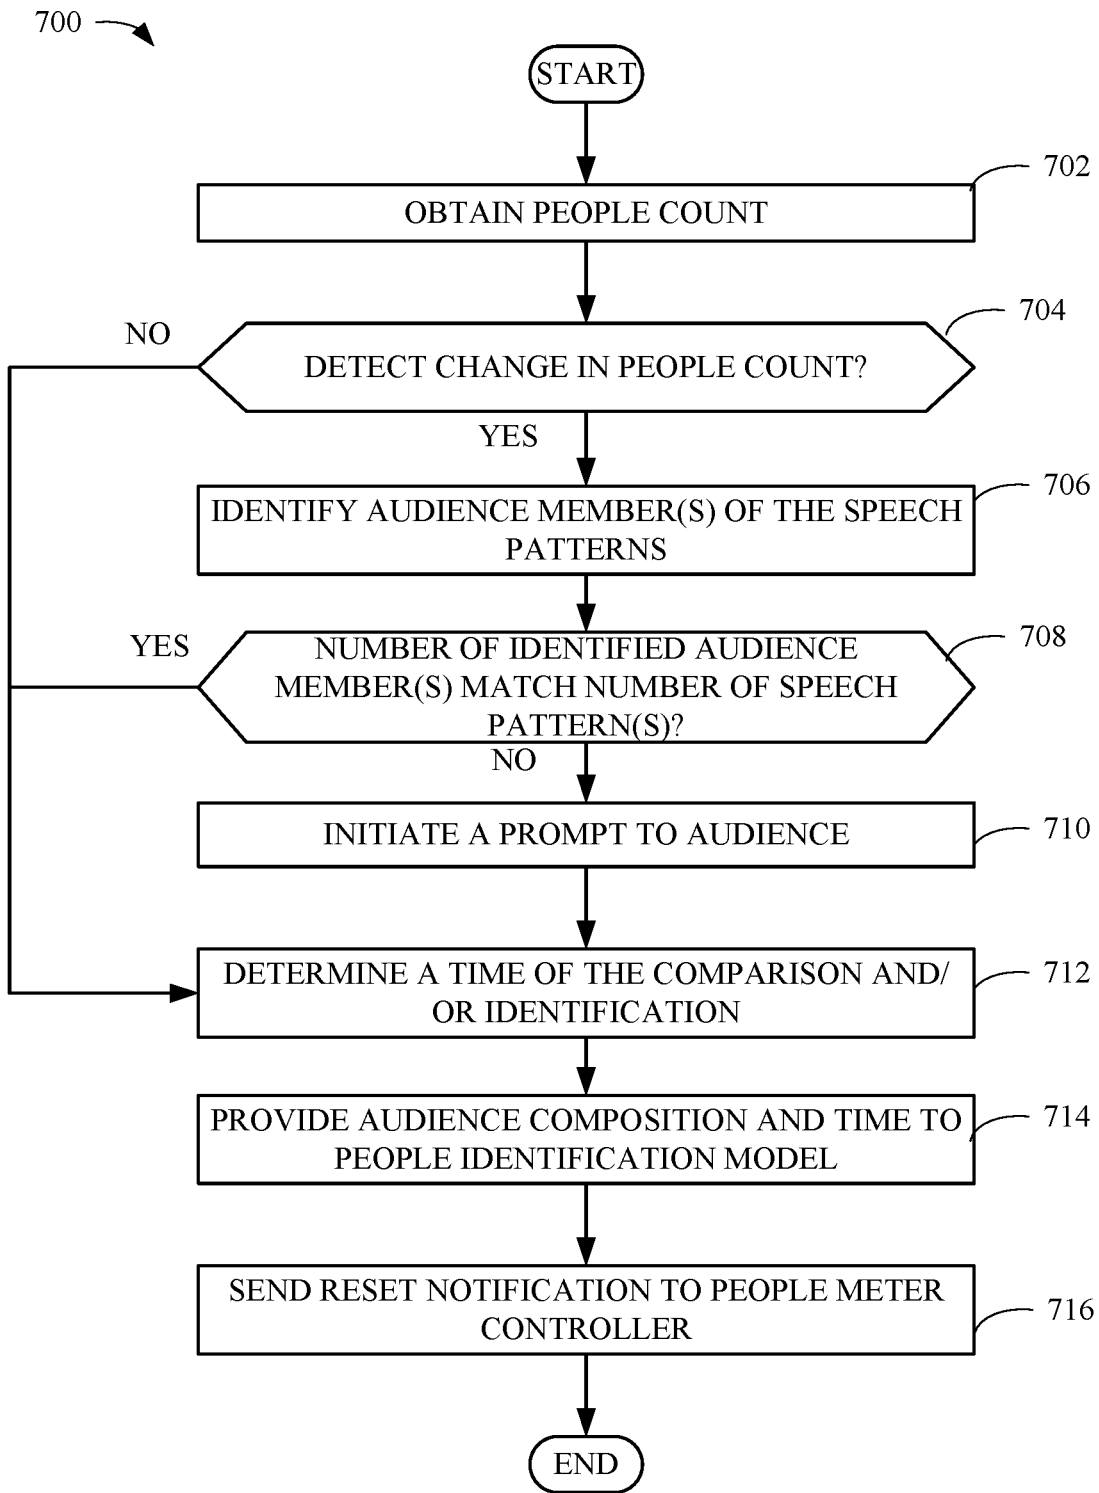 700
START
702
OBTAIN PEOPLE COUNT
704
NO
DETECT CHANGE IN PEOPLE COUNT?
YES
706
IDENTIFY AUDIENCE MEMBER(S) OF THE SPEECH
PATTERNS
708
YES
NUMBER OF IDENTIFIED AUDIENCE
MEMBER(S) MATCH NUMBER OF SPEECH
PATTERN(S)?
NO
710
INITIATE A PROMPT TO AUDIENCE
712
DETERMINE A TIME OF THE COMPARISON AND/
OR IDENTIFICATION
714
PROVIDE AUDIENCE COMPOSITION AND TIME TO
PEOPLE IDENTIFICATION MODEL
716
SEND RESET NOTIFICATION TO PEOPLE METER
CONTROLLER
END